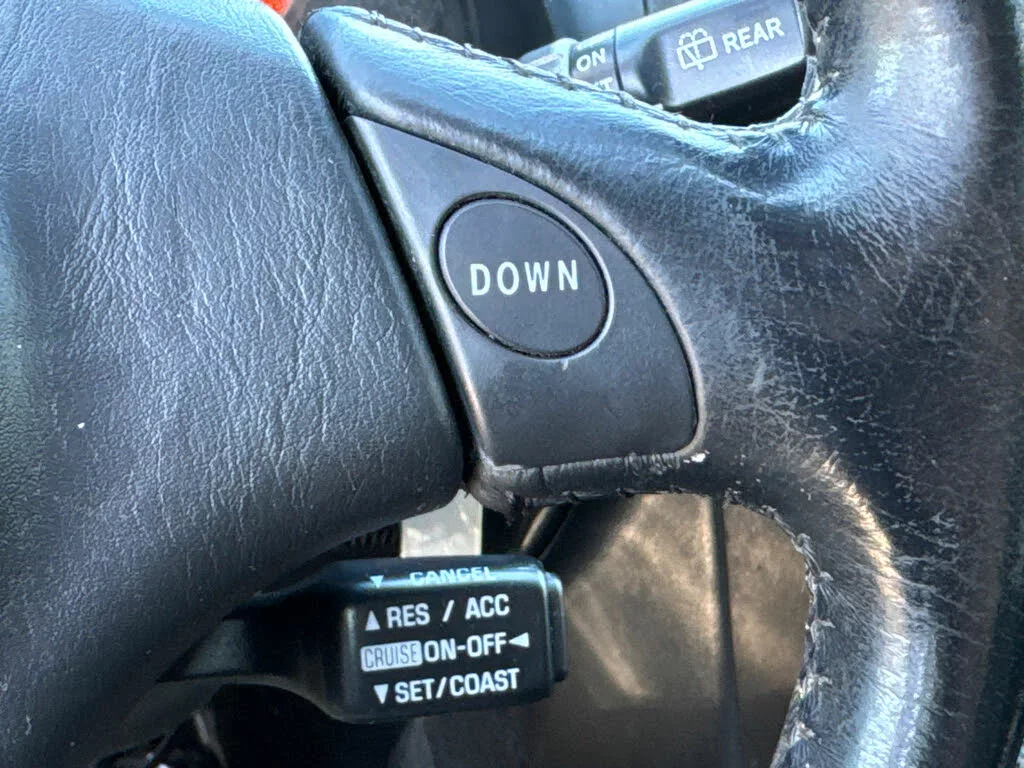 REAR
ON
DOWN
▼ CANCEL
▲ RES / ACC
CRUISE ON-OFF ◄
▼ SET/COAST